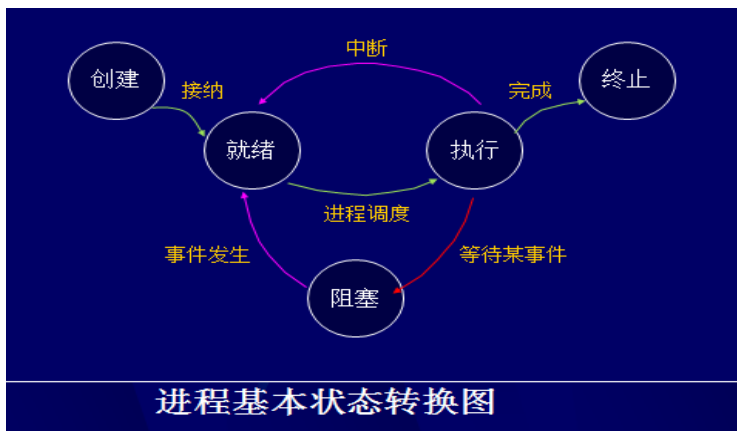 中断
创建
接纳
完成
终止
就绪
执行
进程调度
事件发生
等待某事件
阻塞
进程基本状态转换图